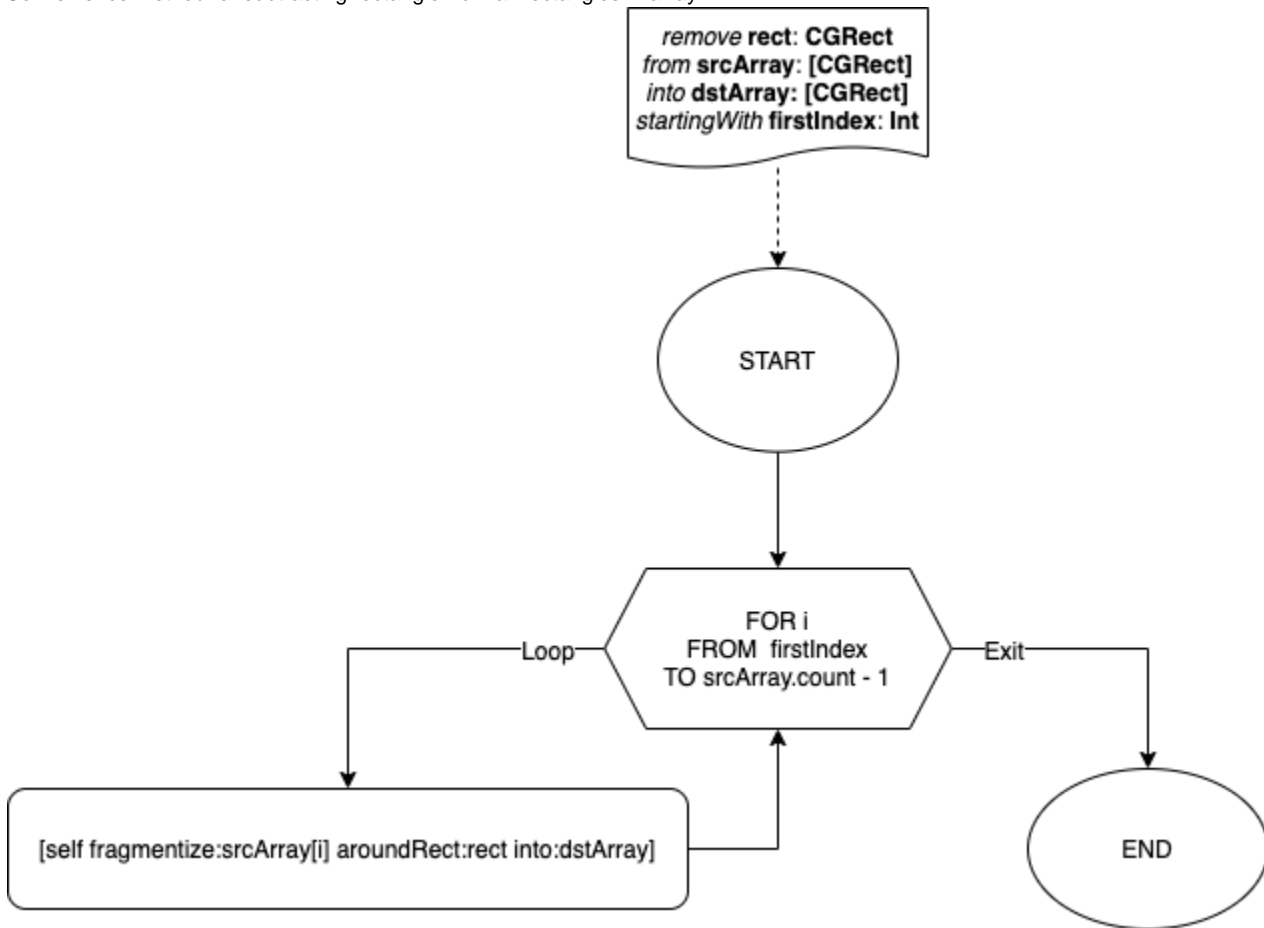 remove rect: CGRect
from srcArray: [CGRect]
into dstArray: [CGRect]
startingWith firstIndex: Int
START
FOR i
FROM firstIndex
TO srcArray.count - 1
Loop
Exit
[self fragmentize:srcArray[i] aroundRect:rect into:dstArray]
END